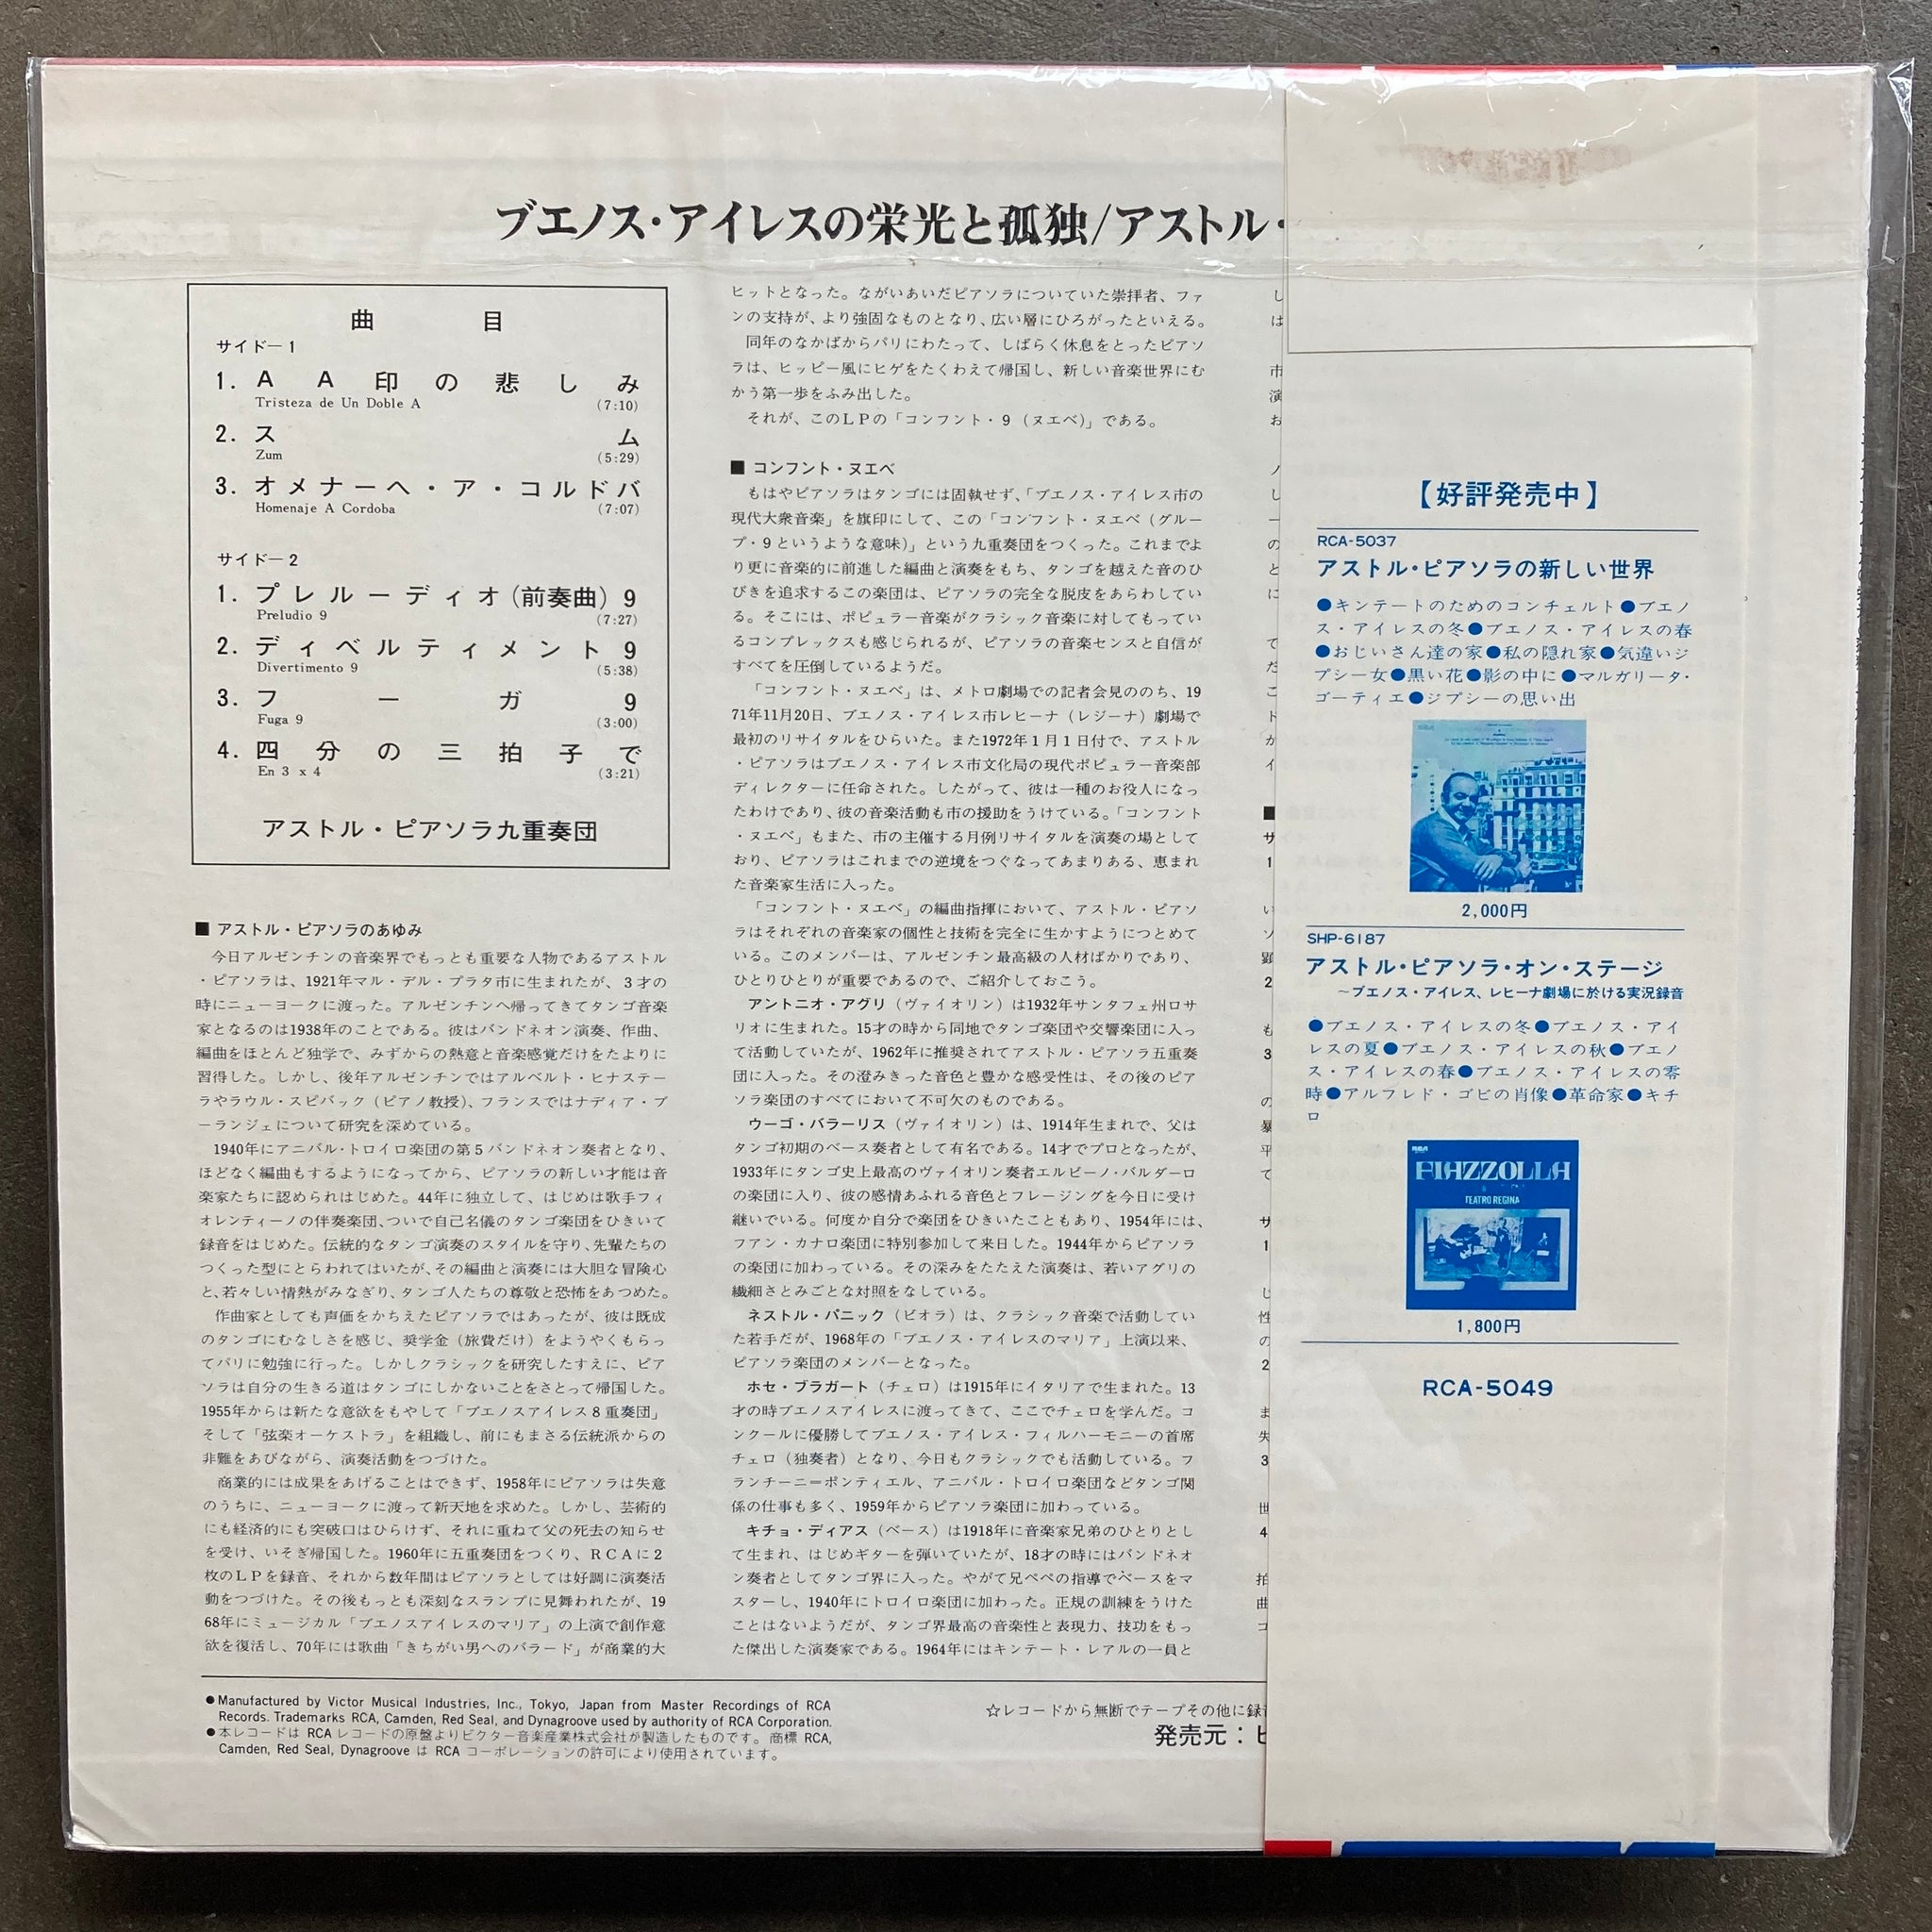 ブエノス・アイレスの栄光と孤独/アストル・
曲 目
サイド—1
1. AA印の悲しみ
Tristeza de Un Doble A (7:10)
2. スム
Zum (5:29)
3. オメナーヘ・ア・コルドバ
Homenaje A Cordoba (7:07)
サイド—2
1. プレルーディオ(前奏曲)9
Preludio 9 (7:27)
2. ディベルティメント9
Divertimento 9 (5:38)
3. フーガ9
Fuga 9 (3:00)
4. 四分の三拍子で
En 3 x 4 (3:21)
アストル・ピアソラ九重奏団
■ アストル・ピアソラのあゆみ
今日アルゼンチンの音楽界でもっとも重要な人物であるアストル
・ピアソラは、1921年マル・デル・プラタ市に生まれたが、3才の
時にニューヨークに渡った。アルゼンチンへ帰ってきてタンゴ音楽
家となるのは1938年のことである。彼はバンドネオン演奏、作曲、
編曲をほとんど独学で、みずからの熱意と音楽感覚だけをたよりに
習得した。しかし、後年アルゼンチンではアルベルト・ヒナステー
ラやラウル・スピバック(ピアノ教授)、フランスではナディア・ブ
ーランジェについて研究を深めている。
1940年にアニバル・トロイロ楽団の第5バンドネオン奏者となり、
ほどなく編曲もするようになってから、ピアソラの新しい才能は音
楽家たちに認められはじめた。44年に独立して、はじめは歌手フィ
オレンティーノの伴奏楽団、ついで自己名儀のタンゴ楽団をひきいて
録音をはじめた。伝統的なタンゴ演奏のスタイルを守り、先輩たちの
つくった型にとらわれてはいたが、その編曲と演奏には大胆な冒険心
と、若々しい情熱がみなぎり、タンゴ人たちの尊敬と恐怖をあつめた。
作曲家としても声価をかちえたピアソラではあったが、彼は既成
のタンゴにむなしさを感じ、奨学金(旅費だけ)をようやくもらっ
てパリに勉強に行った。しかしクラシックを研究したすえに、ピア
ソラは自分の生きる道はタンゴにしかないことをさとって帰国した。
1955年からは新たな意欲をもやして「ブエノスアイレス8重奏団」
そして「弦楽オーケストラ」を組織し、前にもまさる伝統派からの
非難をあびながら、演奏活動をつづけた。
商業的には成果をあげることはできず、1958年にピアソラは失意
のうちに、ニューヨークに渡って新天地を求めた。しかし、芸術的
にも経済的にも突破口はひらけず、それに重ねて父の死去の知らせ
を受け、いそぎ帰国した。1960年に五重奏団をつくり、RCAに2
枚のLPを録音、それから数年間はピアソラとしては好調に演奏活
動をつづけた。その後もっとも深刻なスランプに見舞われたが、19
68年にミュージカル「ブエノスアイレスのマリア」の上演で創作意
欲を復活し、70年には歌曲「きちがい男へのバラード」が商業的大
ヒットとなった。ながいあいだピアソラについていた崇拝者、ファ
ンの支持が、より強固なものとなり、広い層にひろがったといえる。
同年のなかばからパリにわたって、しばらく休息をとったピアソ
ラは、ヒッピー風にヒゲをたくわえて帰国し、新しい音楽世界にむ
かう第一歩をふみ出した。
それが、このLPの「コンフント・9(ヌエベ)」である。
■ コンフント・ヌエベ
もはやピアソラはタンゴには固執せず、「ブエノス・アイレス市の
現代大衆音楽」を旗印にして、この「コンフント・ヌエベ(グルー
プ・9というような意味)」という九重奏団をつくった。これまでよ
り更に音楽的に前進した編曲と演奏をもち、タンゴを越えた音のひ
びきを追求するこの楽団は、ピアソラの完全な脱皮をあらわしてい
る。そこには、ポピュラー音楽がクラシック音楽に対してもってい
るコンプレックスも感じられるが、ピアソラの音楽センスと自信が
すべてを圧倒しているようだ。
「コンフント・ヌエベ」は、メトロ劇場での記者会見ののち、19
71年11月20日、ブエノス・アイレス市レヒーナ(レジーナ)劇場で
最初のリサイタルをひらいた。また1972年1月1日付で、アストル
・ピアソラはブエノス・アイレス市文化局の現代ポピュラー音楽部
ディレクターに任命された。したがって、彼は一種のお役人になっ
たわけであり、彼の音楽活動も市の援助をうけている。「コンフント
・ヌエベ」もまた、市の主催する月例リサイタルを演奏の場として
おり、ピアソラはこれまでの逆境をつぐなってあまりある、恵まれ
た音楽家生活に入った。
「コンフント・ヌエベ」の編曲指揮において、アストル・ピアソ
ラはそれぞれの音楽家の個性と技術を完全に生かすようにつとめて
いる。このメンバーは、アルゼンチン最高級の人材ばかりであり、
ひとりひとりが重要であるので、ご紹介しておこう。
アントニオ・アグリ(ヴァイオリン)は1932年サンタフェ州ロサ
リオに生まれた。15才の時から同地でタンゴ楽団や交響楽団に入っ
て活動していたが、1962年に推奨されてアストル・ピアソラ五重奏
団に入った。その澄みきった音色と豊かな感受性は、その後のピア
ソラ楽団のすべてにおいて不可欠のものである。
ウーゴ・バラーリス(ヴァイオリン)は、1914年生まれで、父は
タンゴ初期のベース奏者として有名である。14才でプロとなったが、
1933年にタンゴ史上最高のヴァイオリン奏者エルビーノ・バルダーロ
の楽団に入り、彼の感情あふれる音色とフレージングを今日に受け
継いでいる。何度か自分で楽団をひきいたこともあり、1954年には、
フアン・カナロ楽団に特別参加して来日した。1944年からピアソラ
の楽団に加わっている。その深みをたたえた演奏は、若いアグリの
繊細さとみごとな対照をなしている。
ネストル・パニック(ビオラ)は、クラシック音楽で活動してい
た若手だが、1968年の「ブエノス・アイレスのマリア」上演以来、
ピアソラ楽団のメンバーとなった。
ホセ・ブラガート(チェロ)は1915年にイタリアで生まれた。13
才の時ブエノスアイレスに渡ってきて、ここでチェロを学んだ。コ
ンクールに優勝してブエノス・アイレス・フィルハーモニーの首席
チェロ(独奏者)となり、今日もクラシックでも活動している。フ
ランチーニ=ポンティエル、アニバル・トロイロ楽団などタンゴ関
係の仕事も多く、1959年からピアソラ楽団に加わっている。
キチョ・ディアス(ベース)は1918年に音楽家兄弟のひとりとし
て生まれ、はじめギターを弾いていたが、18才の時にはバンドネオ
ン奏者としてタンゴ界に入った。やがて兄ペペの指導でベースをマ
スターし、1940年にトロイロ楽団に加わった。正規の訓練をうけた
ことはないようだが、タンゴ界最高の音楽性と表現力、技功をもっ
た傑出した演奏家である。1964年にはキンテート・レアルの一員と
【好評発売中】
RCA-5037
アストル・ピアソラの新しい世界
●キンテートのためのコンチェルト●ブエノ
ス・アイレスの冬●ブエノス・アイレスの春
●おじいさん達の家●私の隠れ家●気違いジ
プシー女●黒い花●影の中に●マルガリータ・
ゴーティエ●ジプシーの思い出
2,000円
SHP-6187
アストル・ピアソラ・オン・ステージ
~ブエノス・アイレス、レヒーナ劇場に於ける実況録音
●ブエノス・アイレスの冬●ブエノス・アイ
レスの夏●ブエノス・アイレスの秋●ブエノ
ス・アイレスの春●ブエノス・アイレスの零
時●アルフレド・ゴビの肖像●革命家●キチ
ロ
RCA
PIAZZOLLA
TEATRO REGINA
1,800円
RCA-5049
●Manufactured by Victor Musical Industries, Inc., Tokyo, Japan from Master Recordings of RCA
Records. Trademarks RCA, Camden, Red Seal, and Dynagroove used by authority of RCA Corporation.
●本レコードは RCA レコードの原盤よりビクター音楽産業株式会社が製造したものです。商標 RCA,
Camden, Red Seal, Dynagroove は RCA コーポレーションの許可により使用されています。
☆レコードから無断でテープその他に録音
発売元:ビ